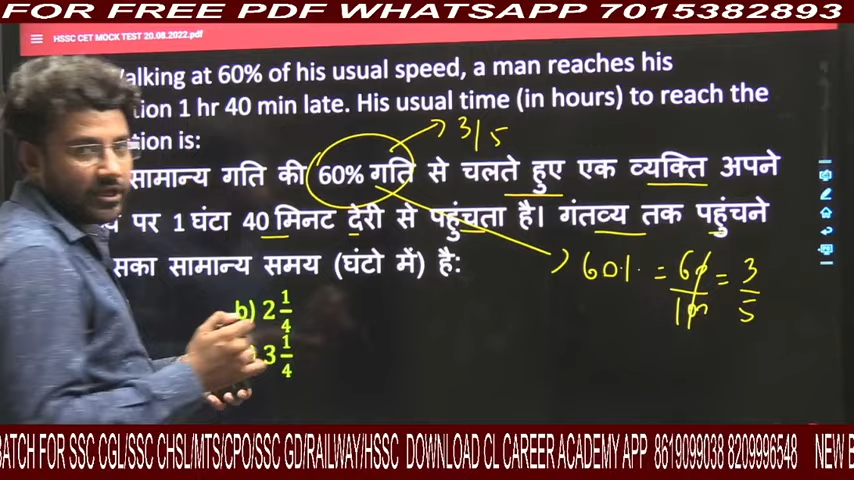 FOR FREE PDF WHATSAPP 7015382893
HSSC CET MOCK TEST 20.08.2022.pdf
alking at 60% of his usual speed, a man reaches his
tion 1 hr 40 min late. His usual time (in hours) to reach the
tion is:
3/5
सामान्य गति की 60% गति से चलते हुए एक व्यक्ति अपने
पर 1 घंटा 40 मिनट देरी से पहुंचता है। गंतव्य तक पहुंचने
सका सामान्य समय (घंटो में) है:
60% = 60/100 = 3/5
b) 2 1/4
3 1/4
BATCH FOR SSC CGL/SSC CHSL/MTS/CPO/SSC GD/RAILWAY/HSSC DOWNLOAD CL CAREER ACADEMY APP 8619099038 8209996548 NEW B